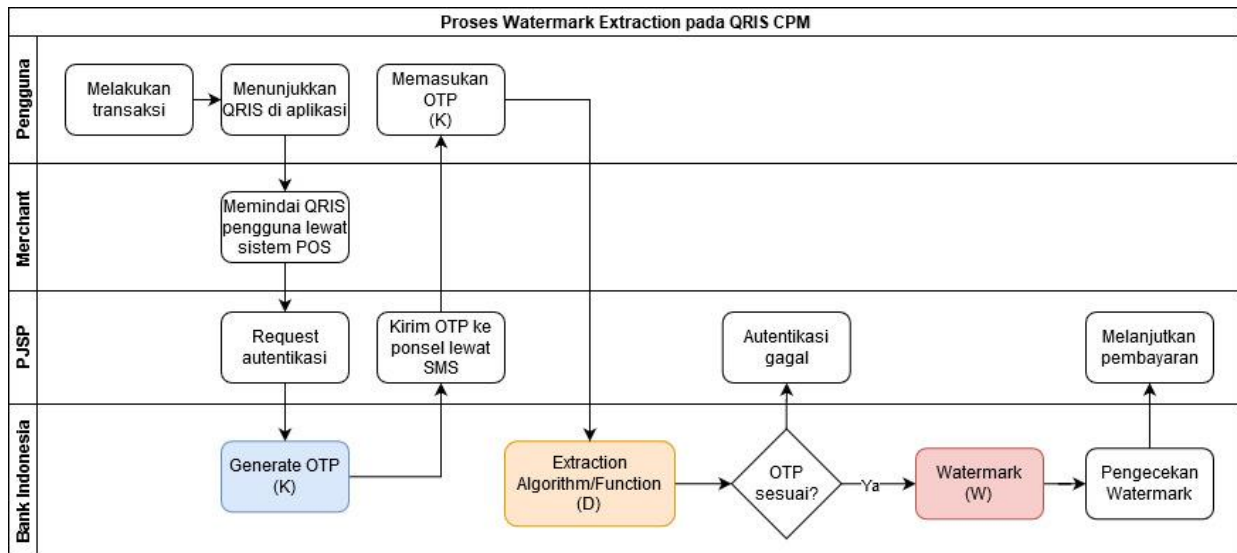 Proses Watermark Extraction pada QRIS CPM
Pengguna
Melakukan
transaksi
Menunjukkan
QRIS di aplikasi
Memasukan
OTP
(K)
Merchant
Memindai QRIS
pengguna lewat
sistem POS
PJSP
Request
autentikasi
Kirim OTP ke
ponsel lewat
SMS
Autentikasi
gagal
Melanjutkan
pembayaran
Bank Indonesia
Generate OTP
(K)
Extraction
Algorithm/Function
(D)
OTP
sesuai?
Ya
Watermark
(W)
Pengecekan
Watermark